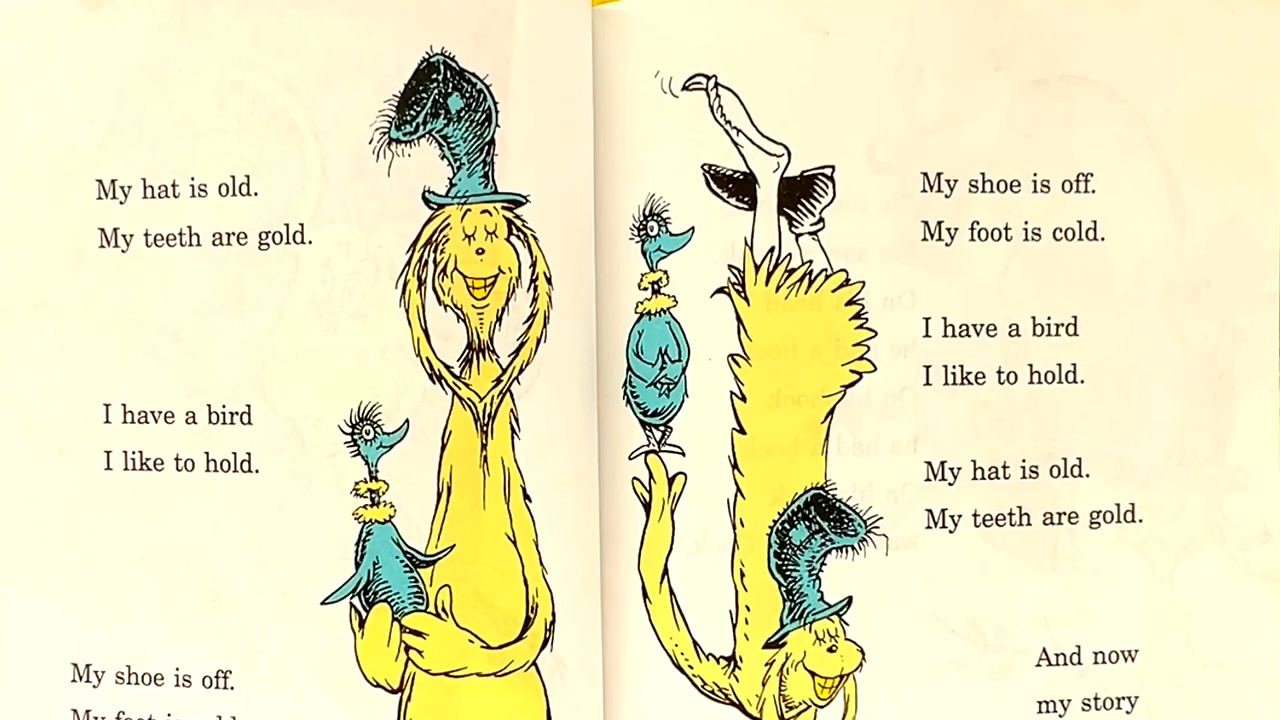 My hat is old.
My teeth are gold.
I have a bird
I like to hold.
My shoe is off.
My shoe is off.
My foot is cold.
I have a bird
I like to hold.
My hat is old.
My teeth are gold.
And now
my story